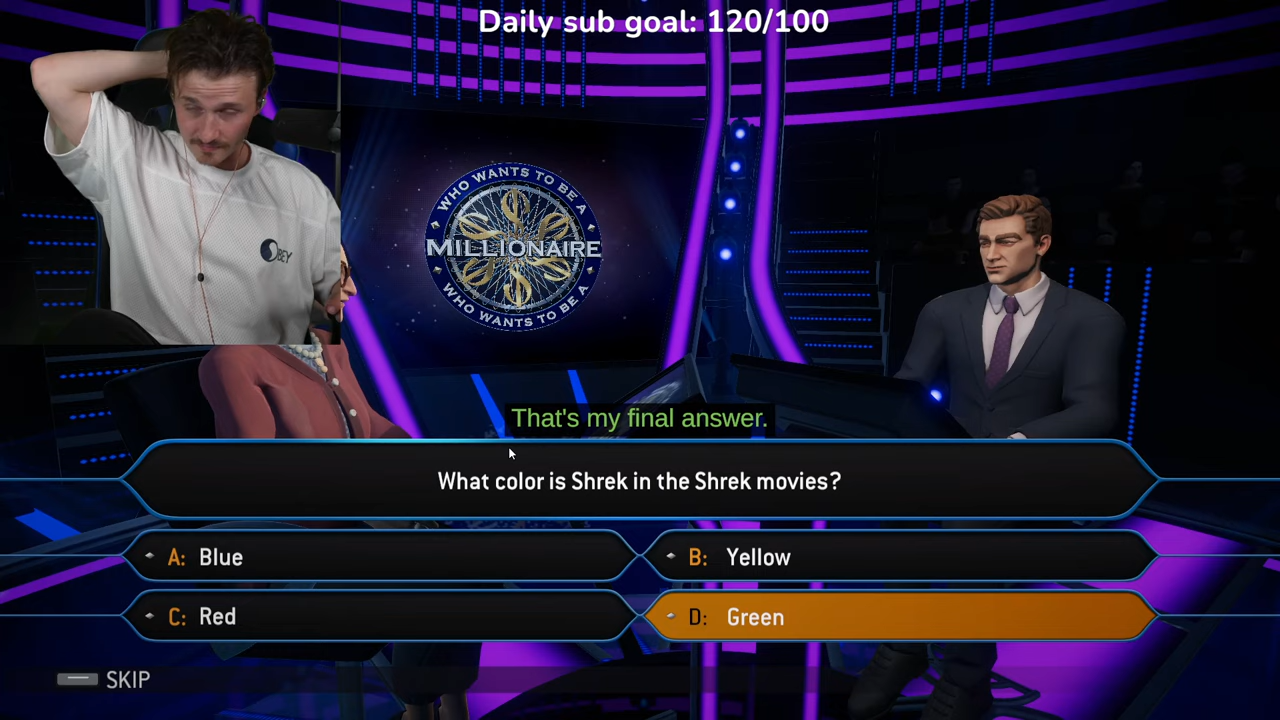 Daily sub goal: 120/100
OBEY
WHO WANTS TO BE A
MILLIONAIRE
WHO WANTS TO BE A
That's my final answer.
What color is Shrek in the Shrek movies?
A: Blue
B: Yellow
C: Red
D: Green
SKIP